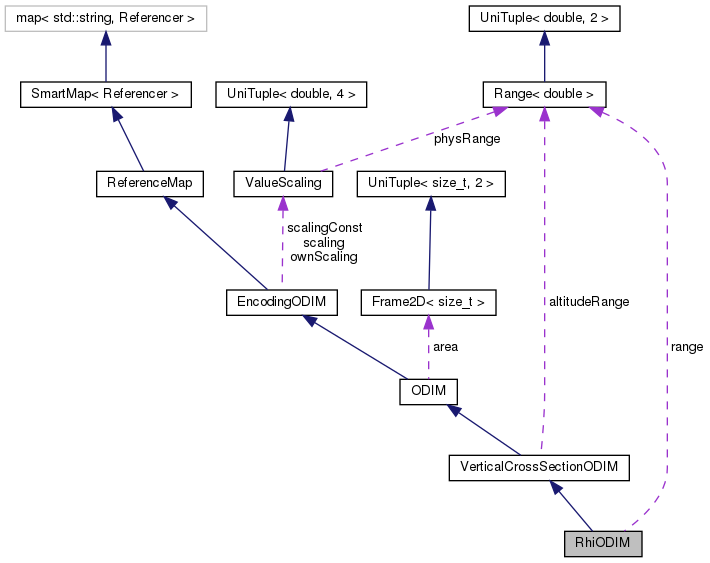 map< std::string, Referencer >
UniTuple< double, 2 >
SmartMap< Referencer >
UniTuple< double, 4 >
Range< double >
physRange
ReferenceMap
ValueScaling
UniTuple< size_t, 2 >
scalingConst
scaling
ownScaling
EncodingODIM
Frame2D< size_t >
altitudeRange
area
range
ODIM
VerticalCrossSectionODIM
RhiODIM